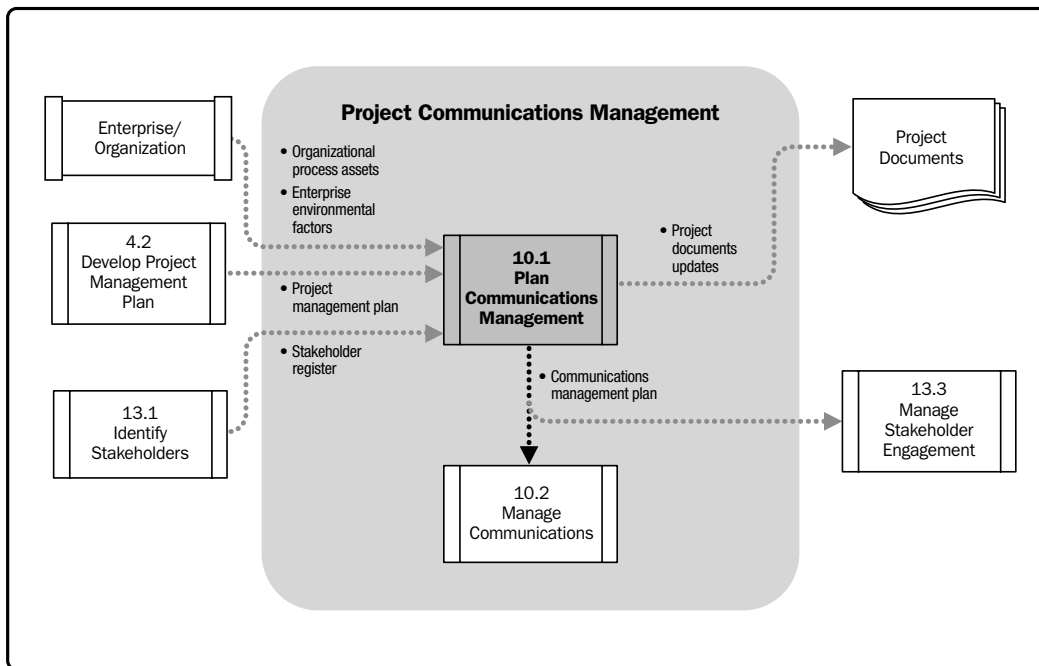 Project Communications Management
Enterprise/
Organization
• Organizational
process assets
• Enterprise
environmental
factors
4.2
Develop Project
Management
Plan
• Project
management plan
13.1
Identify
Stakeholders
• Stakeholder
register
10.1
Plan
Communications
Management
• Project
documents
updates
Project
Documents
• Communications
management plan
10.2
Manage
Communications
13.3
Manage
Stakeholder
Engagement